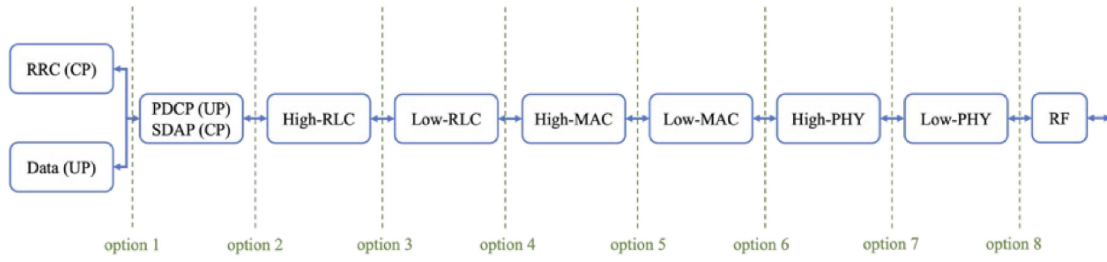 RRC (CP)
Data (UP)
PDCP (UP)
SDAP (CP)
High-RLC
Low-RLC
High-MAC
Low-MAC
High-PHY
Low-PHY
RF
option 1
option 2
option 3
option 4
option 5
option 6
option 7
option 8